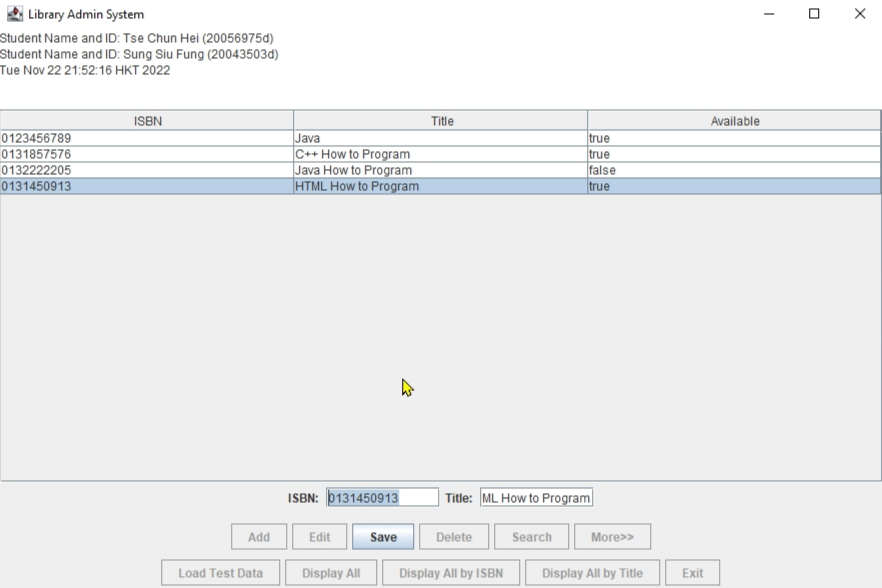 Library Admin System
Student Name and ID: Tse Chun Hei (20056975d)
Student Name and ID: Sung Siu Fung (20043503d)
Tue Nov 22 21:52:16 HKT 2022
ISBN Title Available
0123456789 Java true
0131857576 C++ How to Program true
0132222205 Java How to Program false
0131450913 HTML How to Program true
ISBN: 0131450913 Title: ML How to Program
Add Edit Save Delete Search More>>
Load Test Data Display All Display All by ISBN Display All by Title Exit